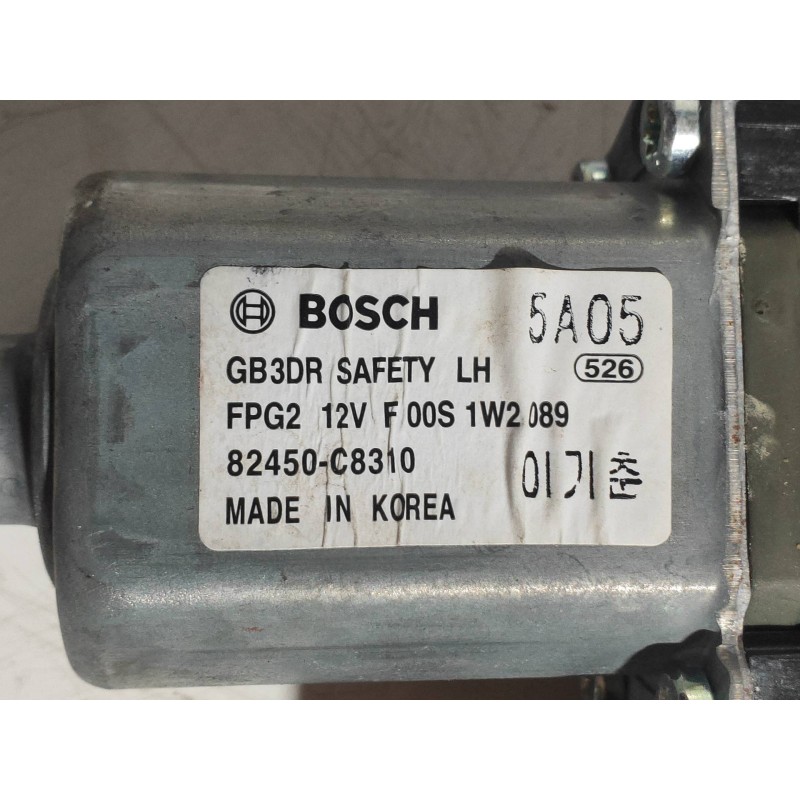 BOSCH 5A05
GB3DR SAFETY LH 526
FPG2 12V F 00S 1W2 089
82450-C8310 이기춘
MADE IN KOREA